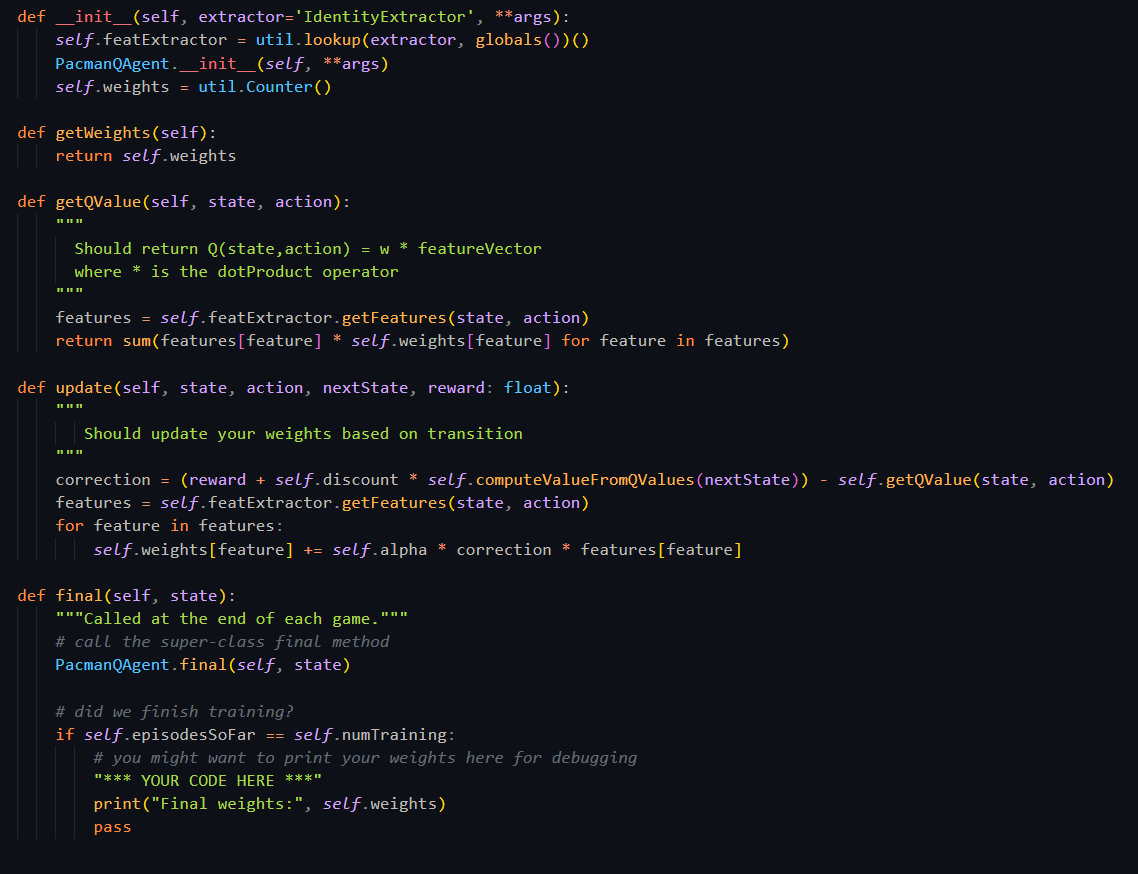 def __init__(self, extractor='IdentityExtractor', **args):
self.featExtractor = util.lookup(extractor, globals())()
PacmanQAgent.__init__(self, **args)
self.weights = util.Counter()
def getWeights(self):
return self.weights
def getQValue(self, state, action):
"""
Should return Q(state,action) = w * featureVector
where * is the dotProduct operator
"""
features = self.featExtractor.getFeatures(state, action)
return sum(features[feature] * self.weights[feature] for feature in features)
def update(self, state, action, nextState, reward: float):
"""
Should update your weights based on transition
"""
correction = (reward + self.discount * self.computeValueFromQValues(nextState)) - self.getQValue(state, action)
features = self.featExtractor.getFeatures(state, action)
for feature in features:
self.weights[feature] += self.alpha * correction * features[feature]
def final(self, state):
"""Called at the end of each game."""
# call the super-class final method
PacmanQAgent.final(self, state)
# did we finish training?
if self.episodesSoFar == self.numTraining:
# you might want to print your weights here for debugging
"*** YOUR CODE HERE ***"
print("Final weights:", self.weights)
pass